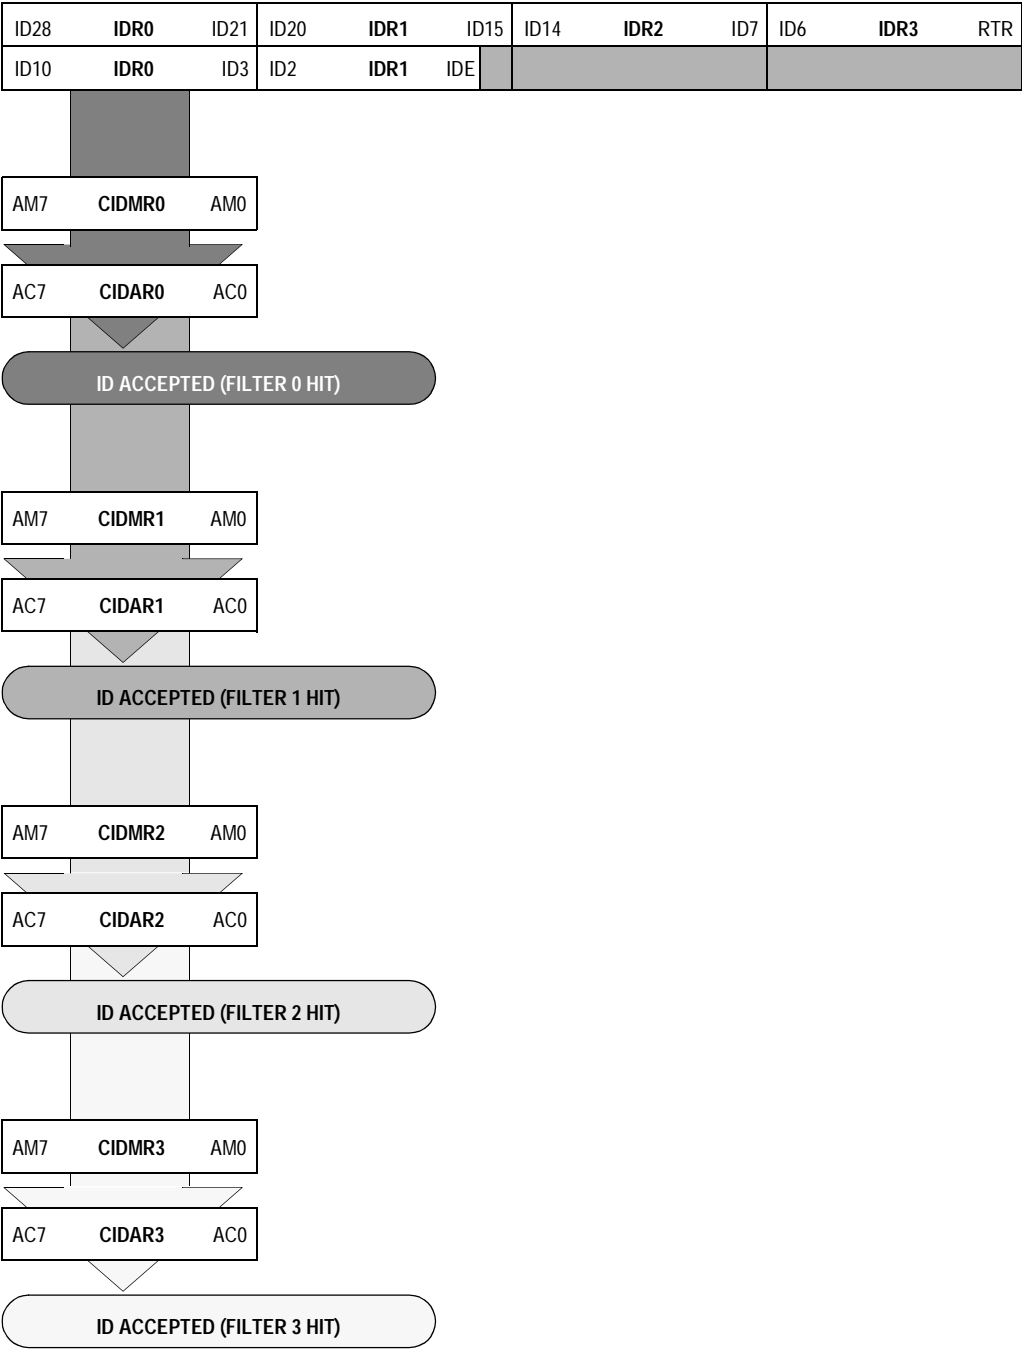 ID28 IDR0 ID21 ID20 IDR1 ID15 ID14 IDR2 ID7 ID6 IDR3 RTR
ID10 IDR0 ID3 ID2 IDR1 IDE
AM7 CIDMR0 AM0
AC7 CIDAR0 AC0
ID ACCEPTED (FILTER 0 HIT)
AM7 CIDMR1 AM0
AC7 CIDAR1 AC0
ID ACCEPTED (FILTER 1 HIT)
AM7 CIDMR2 AM0
AC7 CIDAR2 AC0
ID ACCEPTED (FILTER 2 HIT)
AM7 CIDMR3 AM0
AC7 CIDAR3 AC0
ID ACCEPTED (FILTER 3 HIT)